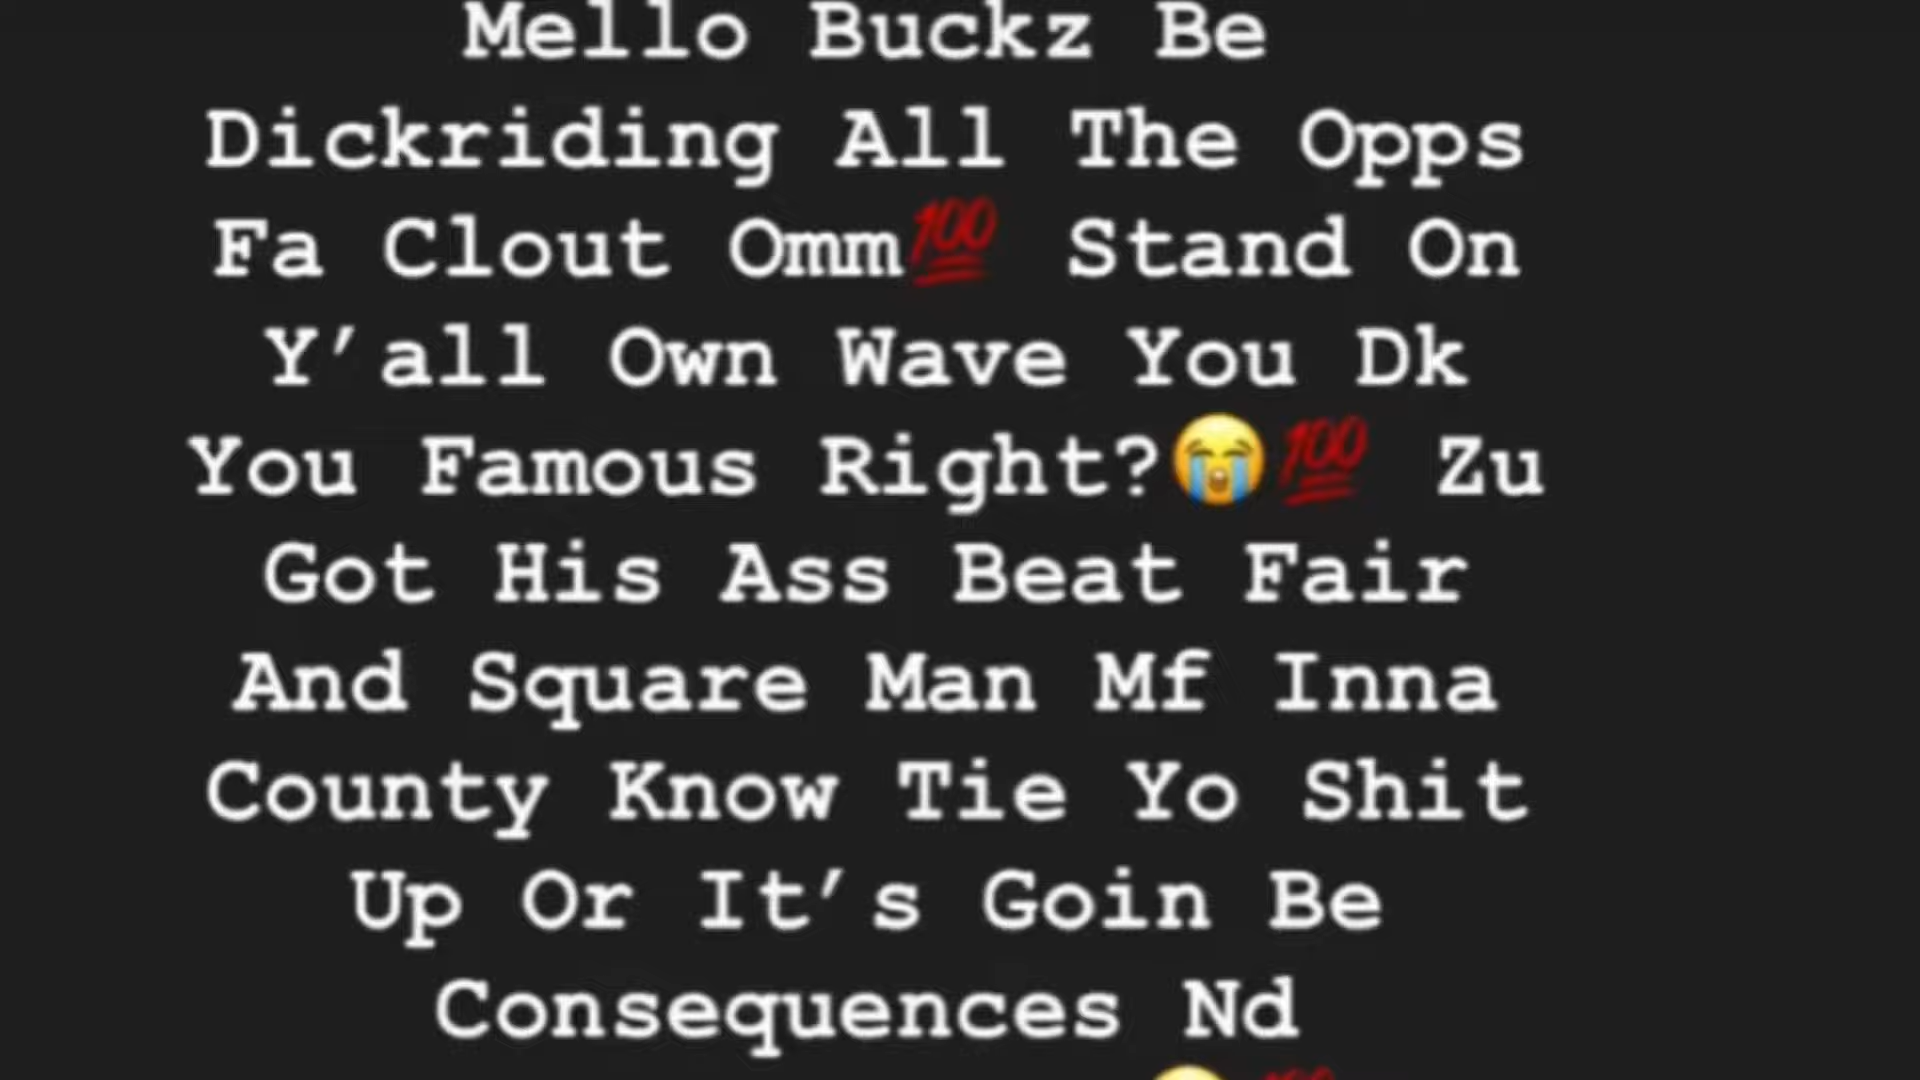 Mello Buckz Be
Dickriding All The Opps
Fa Clout Omm💯 Stand On
Y’all Own Wave You Dk
You Famous Right?😭💯 Zu
Got His Ass Beat Fair
And Square Man Mf Inna
County Know Tie Yo Shit
Up Or It’s Goin Be
Consequences Nd